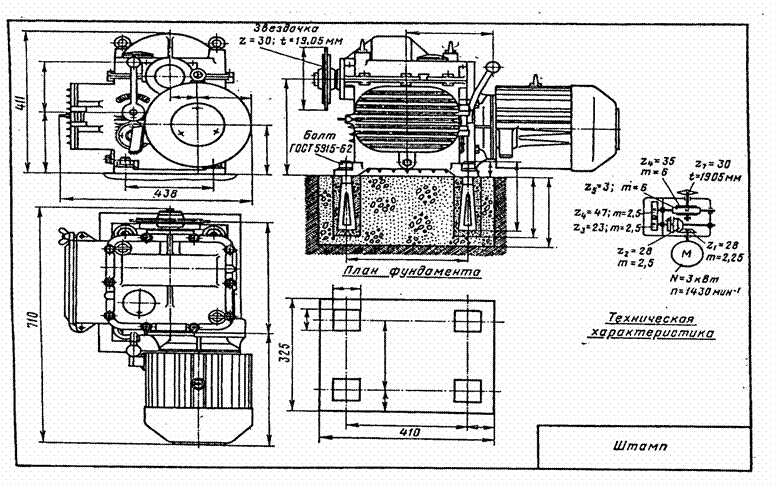 Звездочка
z=30; t=19.05 мм
411
Болт
ГОСТ 5915-62
438
z4=35
m=6
z7=30
t=1905 мм
z5=3; m=6
z4=47; m=2,5
z3=23; m=2,5
z2=28
m=2,5
z1=28
m=2,25
М
N=3 кВт
n=1430 мин⁻¹
План фундамента
710
325
410
Техническая
характеристика
Штамп